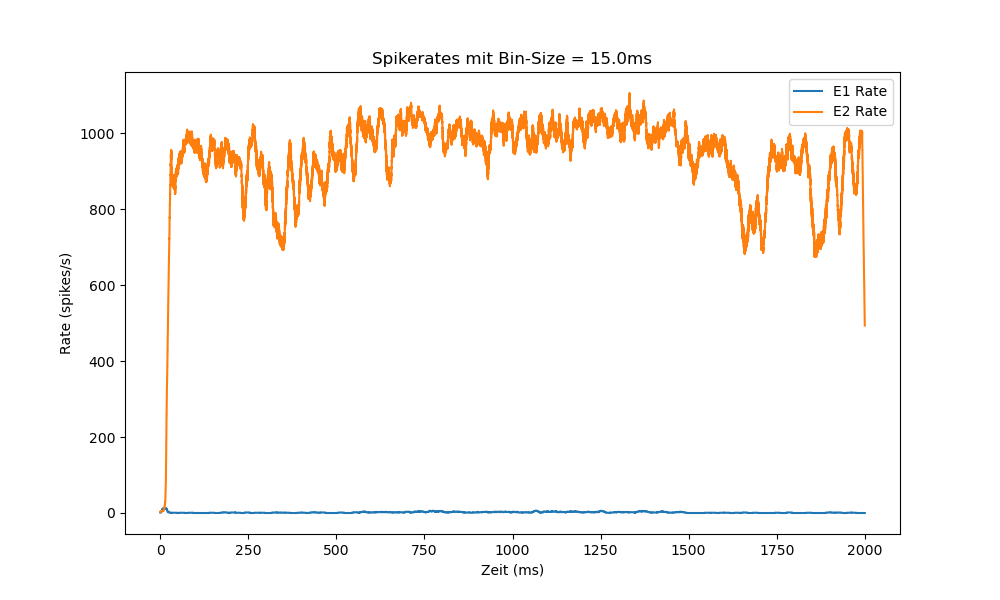 Spikerates mit Bin-Size = 15.0ms
E1 Rate
E2 Rate
Rate (spikes/s)
1000
800
600
400
200
0
0 250 500 750 1000 1250 1500 1750 2000
Zeit (ms)